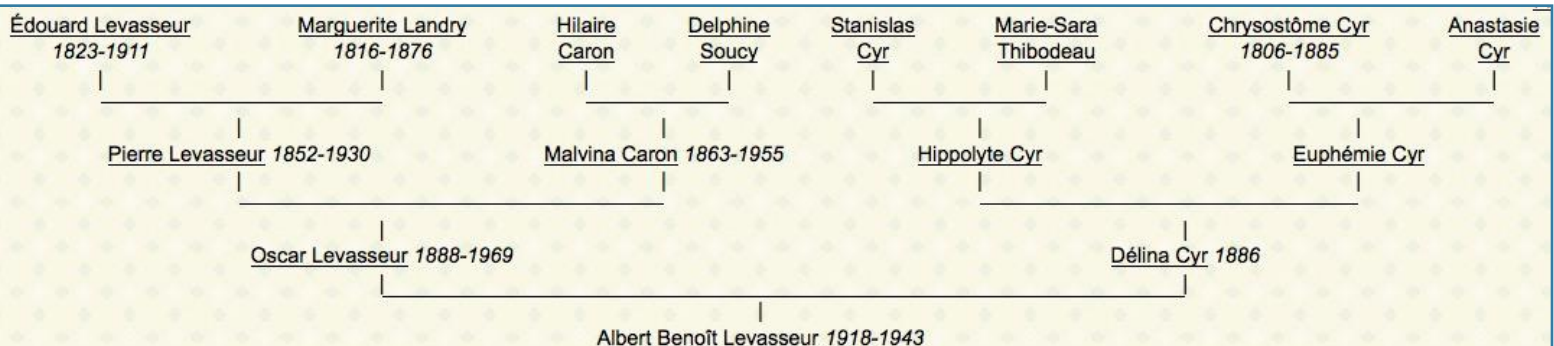 Édouard Levasseur Marguerite Landry Hilaire Delphine Stanislas Marie-Sara Chrysostôme Cyr Anastasie
1823-1911 1816-1876 Caron Soucy Cyr Thibodeau 1806-1885 Cyr
Pierre Levasseur 1852-1930 Malvina Caron 1863-1955 Hippolyte Cyr Euphémie Cyr
Oscar Levasseur 1888-1969 Délina Cyr 1886
Albert Benoît Levasseur 1918-1943